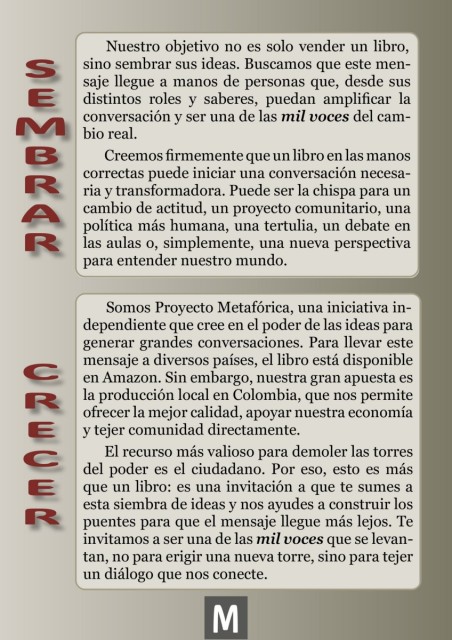 SEMBRAR
Nuestro objetivo no es solo vender un libro,
sino sembrar sus ideas. Buscamos que este men-
saje llegue a manos de personas que, desde sus
distintos roles y saberes, puedan amplificar la
conversación y ser una de las mil voces del cam-
bio real.
Creemos firmemente que un libro en las manos
correctas puede iniciar una conversación necesa-
ria y transformadora. Puede ser la chispa para un
cambio de actitud, un proyecto comunitario, una
política más humana, una tertulia, un debate en
las aulas o, simplemente, una nueva perspectiva
para entender nuestro mundo.
CRECER
Somos Proyecto Metafórica, una iniciativa in-
dependiente que cree en el poder de las ideas para
generar grandes conversaciones. Para llevar este
mensaje a diversos países, el libro está disponible
en Amazon. Sin embargo, nuestra gran apuesta es
la producción local en Colombia, que nos permite
ofrecer la mejor calidad, apoyar nuestra economía
y tejer comunidad directamente.
El recurso más valioso para demoler las torres
del poder es el ciudadano. Por eso, esto es más
que un libro: es una invitación a que te sumes a
esta siembra de ideas y nos ayudes a construir los
puentes para que el mensaje llegue más lejos. Te
invitamos a ser una de las mil voces que se levan-
tan, no para erigir una nueva torre, sino para tejer
un diálogo que nos conecte.
M